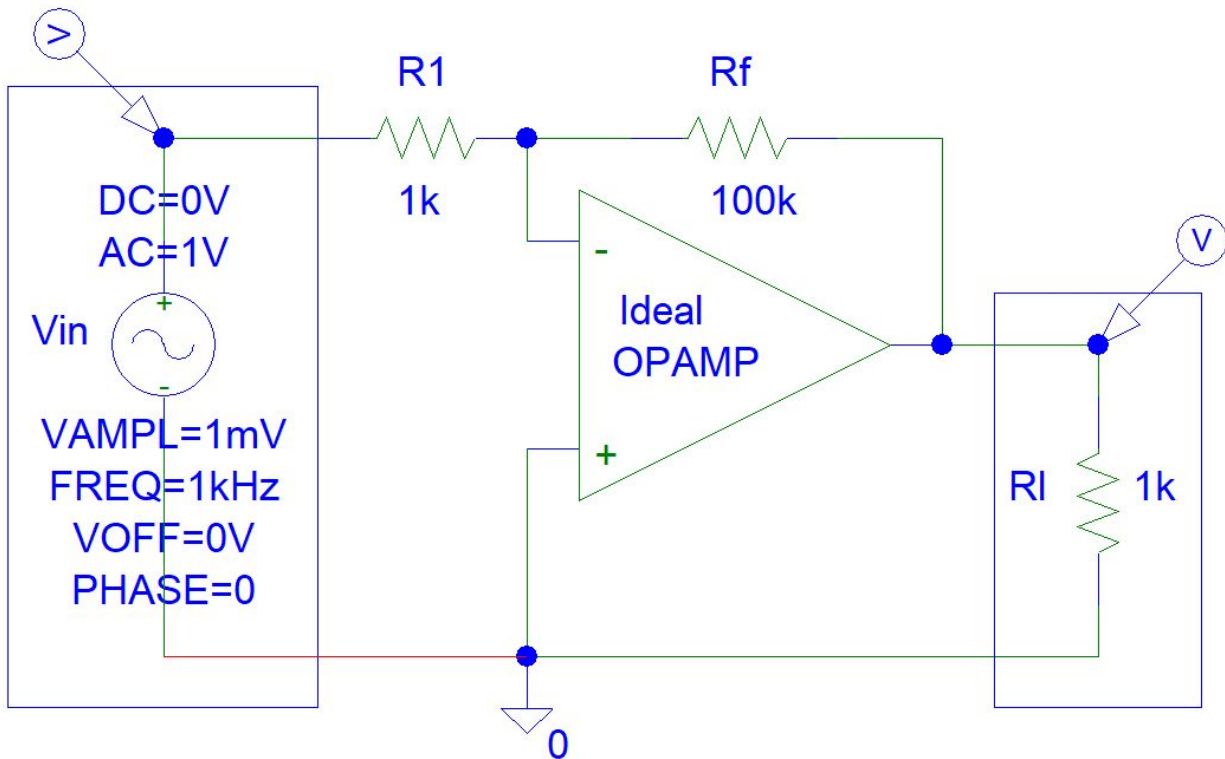 V
R1
Rf
1k
100k
DC=0V
AC=1V
+
Vin
-
VAMPL=1mV
FREQ=1kHz
VOFF=0V
PHASE=0
-
Ideal
OPAMP
+
V
Rl
1k
0